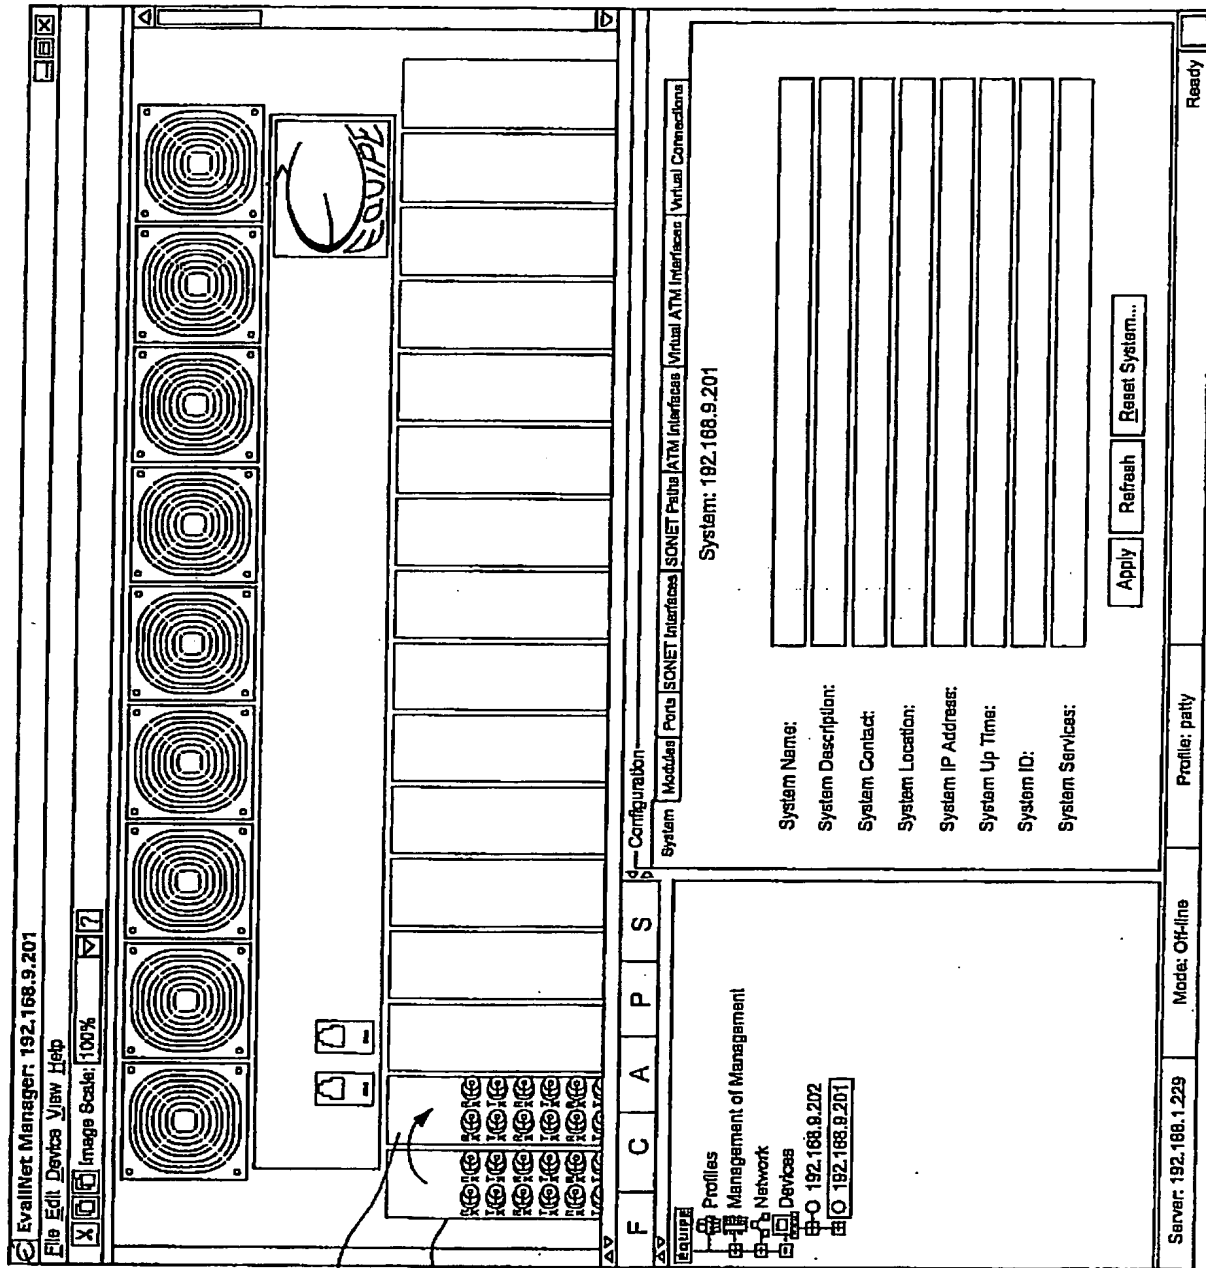 EvaliNet Manager: 192.168.9.201
File Edit Device View Help
Image Scale: 100%
?
EQUIPE
F C A P S
EQUIPE
Profiles
Management of Management
Network
Devices
192.168.9.202
192.168.9.201
Configuration
System Modules Ports SONET Interfaces SONET Paths ATM Interfaces Virtual ATM Interfaces Virtual Connections
System: 192.168.9.201
System Name:
System Description:
System Contact:
System Location:
System IP Address:
System Up Time:
System ID:
System Services:
Apply Refresh Reset System...
Server: 192.168.1.229 Mode: Off-line Profile: patty Ready